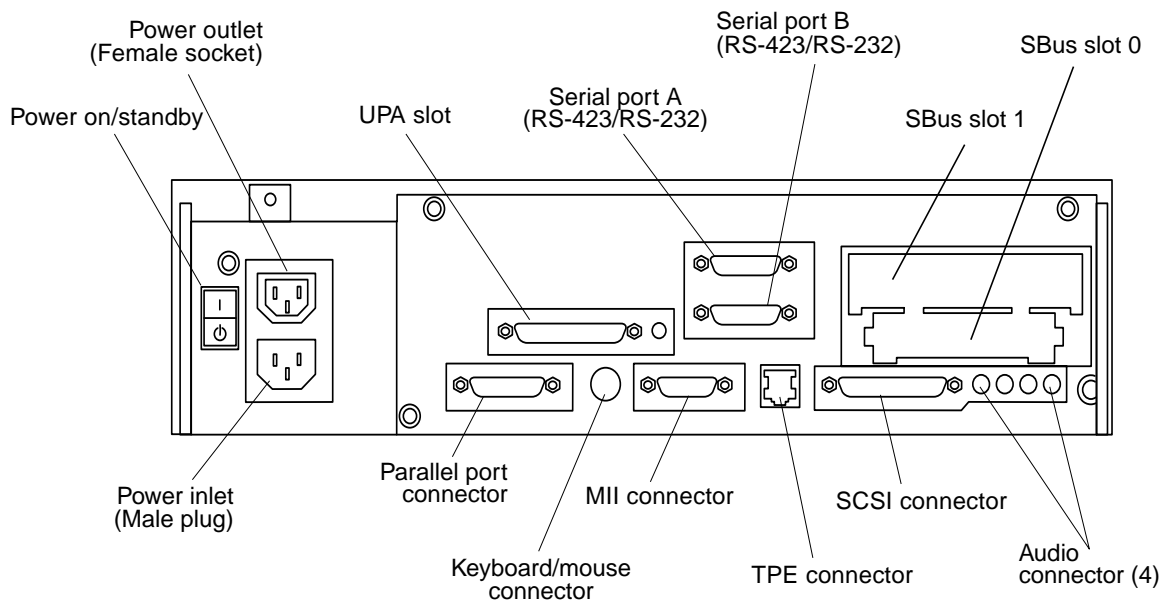 Power outlet
(Female socket)
Serial port B
(RS-423/RS-232)
SBus slot 0
Power on/standby
UPA slot
Serial port A
(RS-423/RS-232)
SBus slot 1
Parallel port
connector
Power inlet
(Male plug)
MII connector
SCSI connector
Keyboard/mouse
connector
TPE connector
Audio
connector (4)